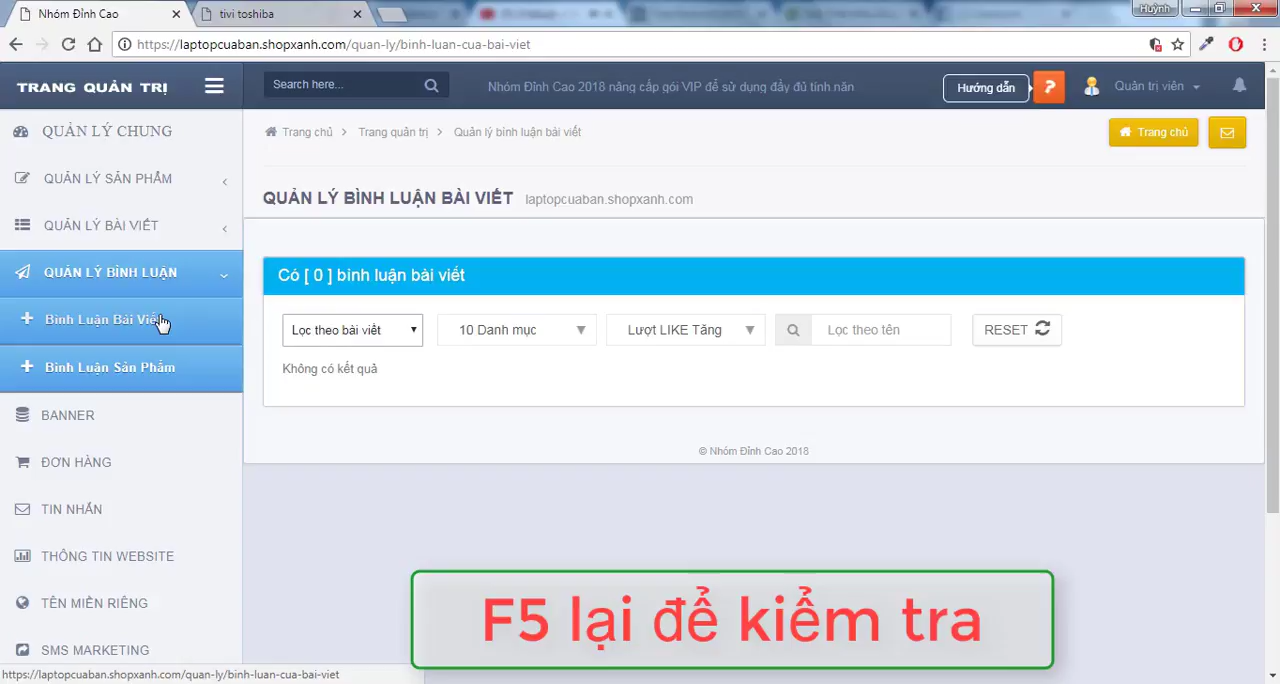 Nhóm Đỉnh Cao
tivi toshiba
Huỳnh
https://laptopcuaban.shopxanh.com/quan-ly/binh-luan-cua-bai-viet
TRANG QUẢN TRỊ
Search here...
Nhóm Đỉnh Cao 2018 nâng cấp gói VIP để sử dụng đầy đủ tính năn
Hướng dẫn
?
Quản trị viên
QUẢN LÝ CHUNG
QUẢN LÝ SẢN PHẨM
QUẢN LÝ BÀI VIẾT
QUẢN LÝ BÌNH LUẬN
Bình Luận Bài Viết
Bình Luận Sản Phẩm
BANNER
ĐƠN HÀNG
TIN NHẮN
THÔNG TIN WEBSITE
TÊN MIỀN RIÊNG
SMS MARKETING
Trang chủ
Trang quản trị
Quản lý bình luận bài viết
Trang chủ
QUẢN LÝ BÌNH LUẬN BÀI VIẾT laptopcuaban.shopxanh.com
Có [ 0 ] bình luận bài viết
Lọc theo bài viết
10 Danh mục
Lượt LIKE Tăng
Lọc theo tên
RESET
Không có kết quả
© Nhóm Đỉnh Cao 2018
F5 lại để kiểm tra
https://laptopcuaban.shopxanh.com/quan-ly/binh-luan-cua-bai-viet